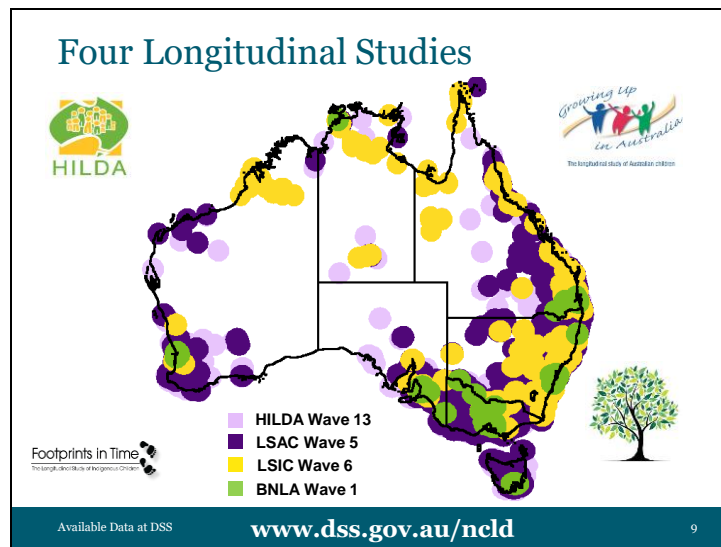 Four Longitudinal Studies
HILDA
Growing Up
in Australia
The longitudinal study of Australian children
HILDA Wave 13
LSAC Wave 5
LSIC Wave 6
BNLA Wave 1
Footprints in Time
The Longitudinal Study of Indigenous Children
Available Data at DSS
www.dss.gov.au/ncld
9